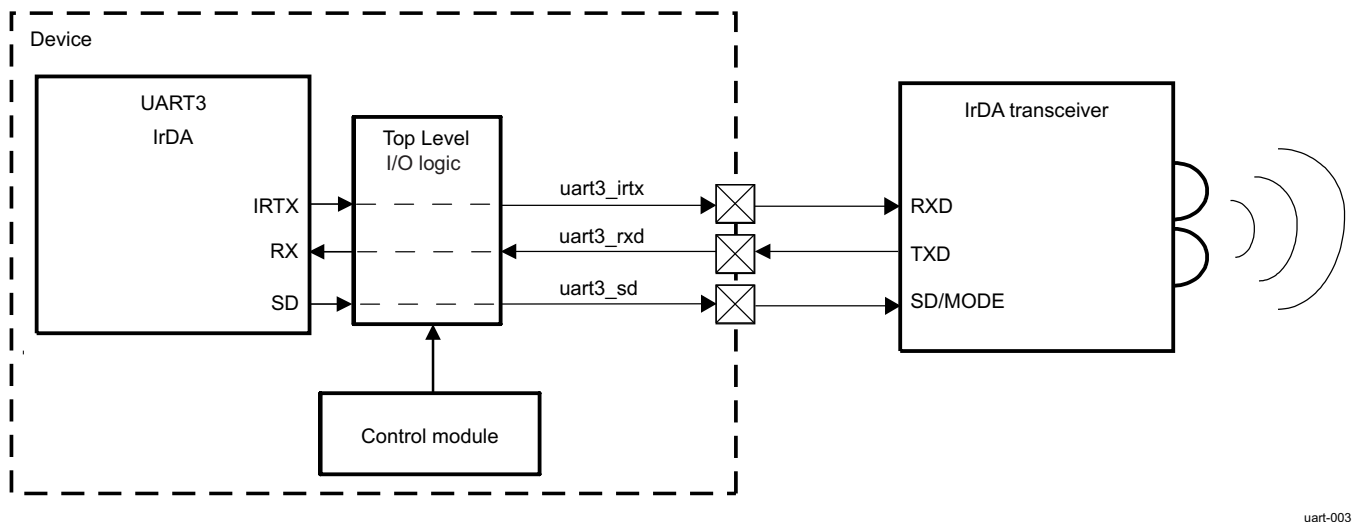 Device
UART3
IrDA
IRTX
RX
SD
Top Level
I/O logic
Control module
uart3_irtx
uart3_rxd
uart3_sd
IrDA transceiver
RXD
TXD
SD/MODE
uart-003